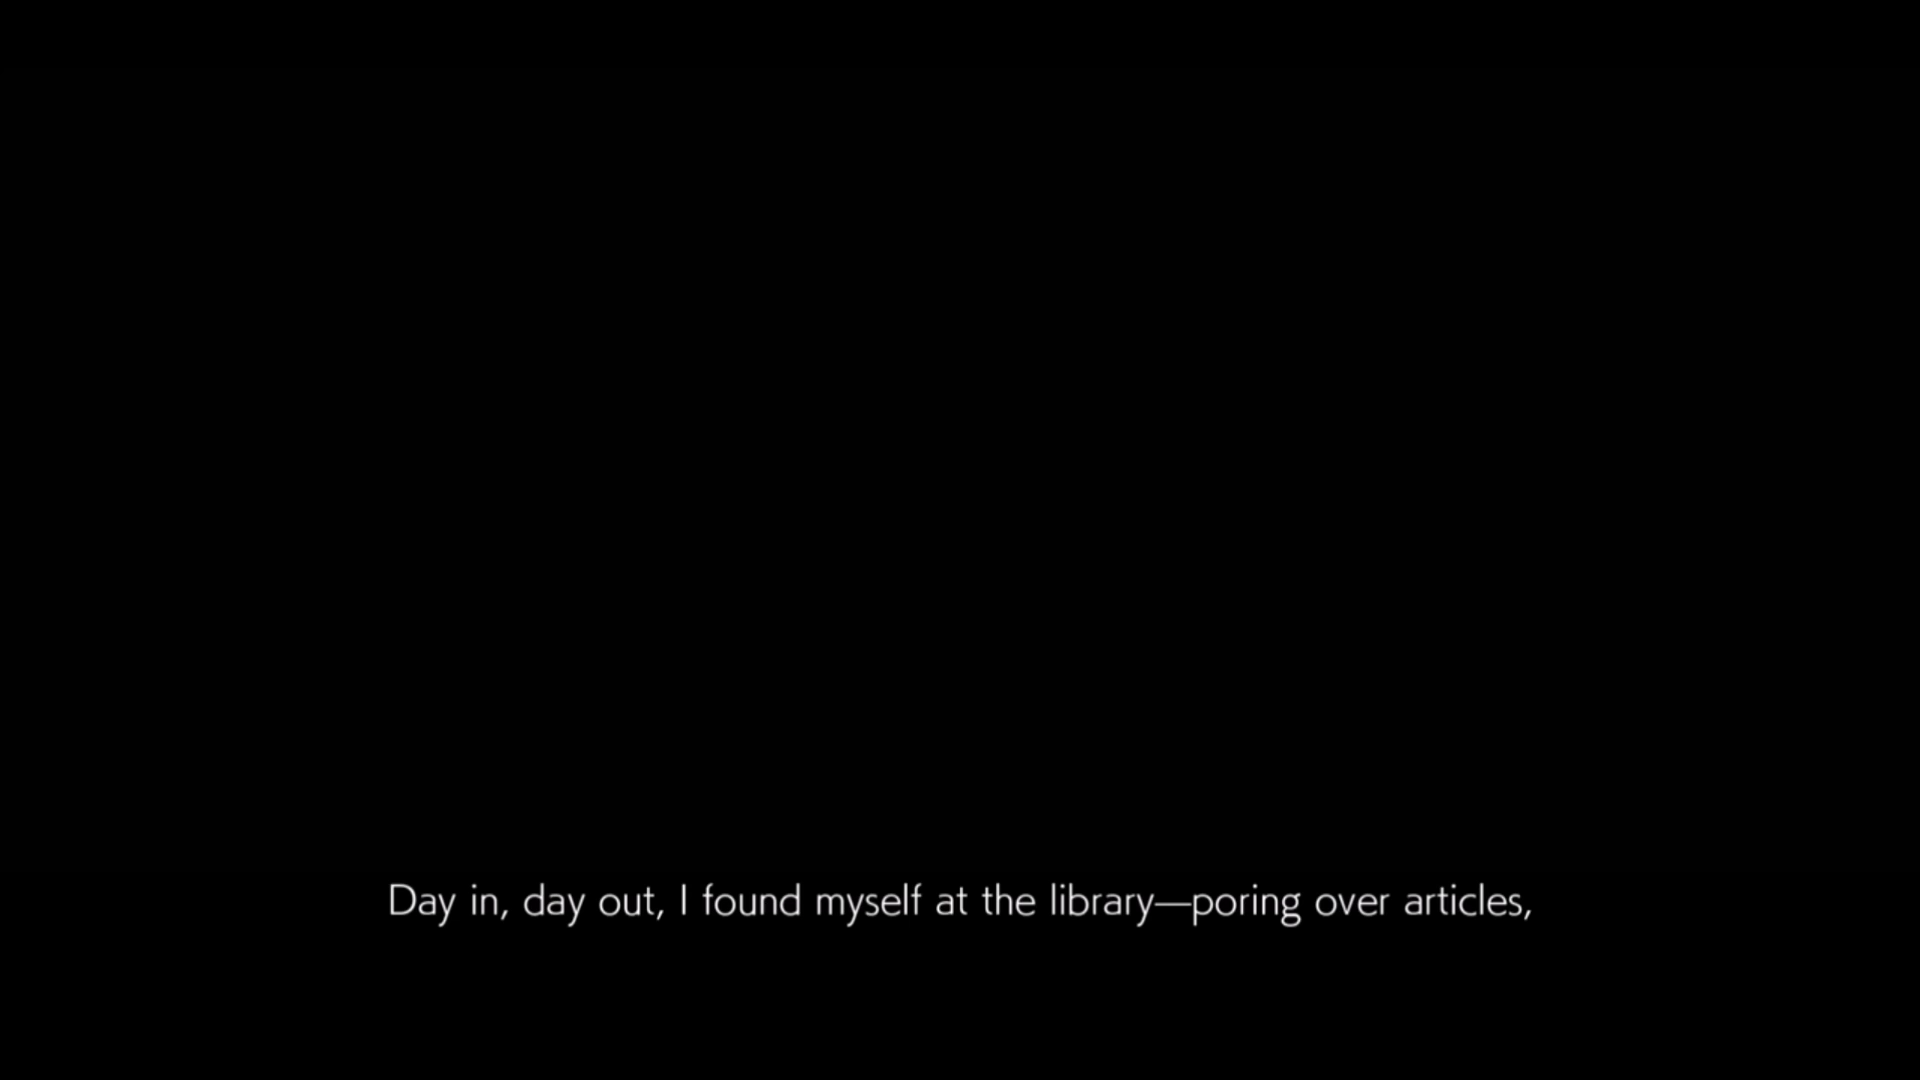 Day in, day out, I found myself at the library—poring over articles,